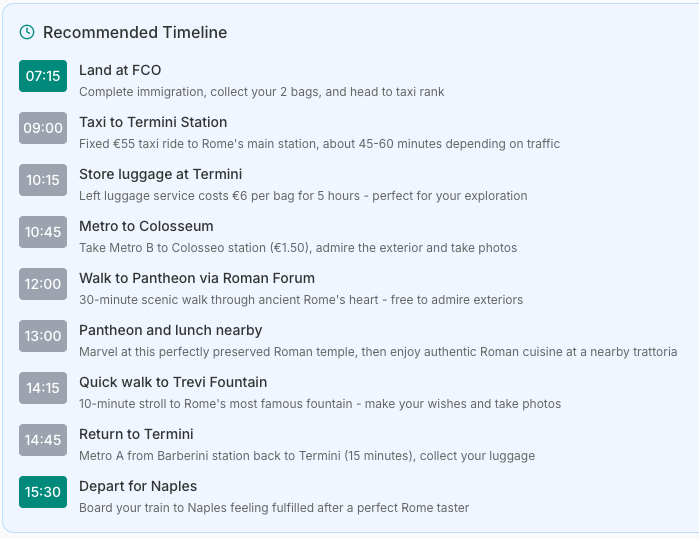 Recommended Timeline
07:15
Land at FCO
Complete immigration, collect your 2 bags, and head to taxi rank
09:00
Taxi to Termini Station
Fixed €55 taxi ride to Rome's main station, about 45-60 minutes depending on traffic
10:15
Store luggage at Termini
Left luggage service costs €6 per bag for 5 hours - perfect for your exploration
10:45
Metro to Colosseum
Take Metro B to Colosseo station (€1.50), admire the exterior and take photos
12:00
Walk to Pantheon via Roman Forum
30-minute scenic walk through ancient Rome's heart - free to admire exteriors
13:00
Pantheon and lunch nearby
Marvel at this perfectly preserved Roman temple, then enjoy authentic Roman cuisine at a nearby trattoria
14:15
Quick walk to Trevi Fountain
10-minute stroll to Rome's most famous fountain - make your wishes and take photos
14:45
Return to Termini
Metro A from Barberini station back to Termini (15 minutes), collect your luggage
15:30
Depart for Naples
Board your train to Naples feeling fulfilled after a perfect Rome taster